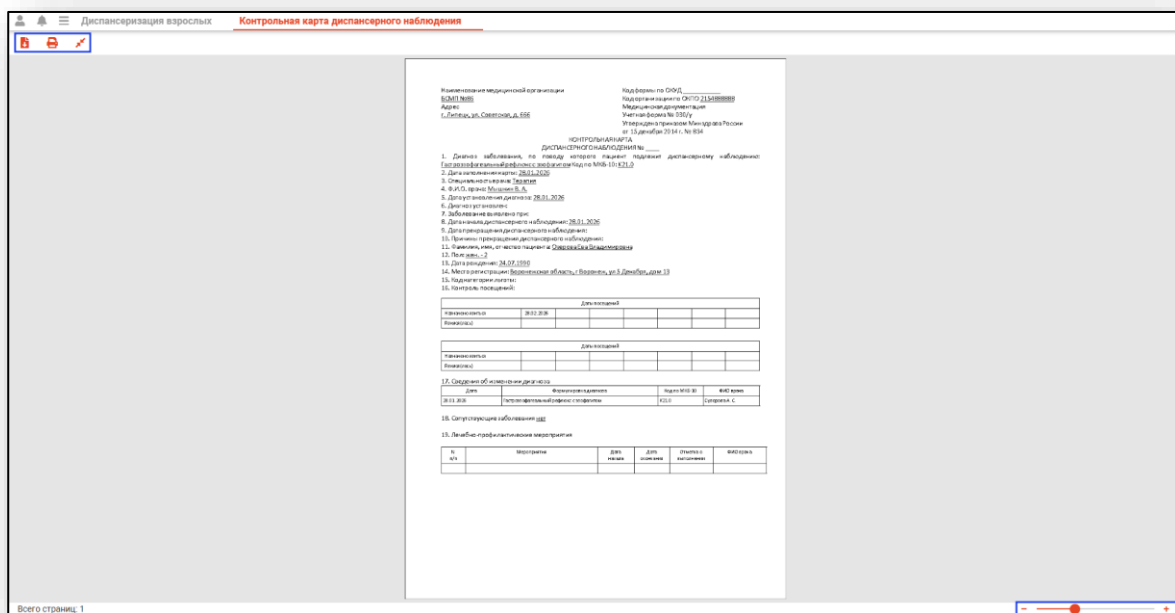 Диспансеризация взрослых Контрольная карта диспансерного наблюдения
Наименование медицинской организации
БСМП №86
Адрес
г. Липецк, ул. Советская, д. 666
Код формы по ОКУД
Код организации по ОКПО 2154888888
Медицинская документация
Учетная форма № 030/у
Утверждена приказом Минздрава России
от 15 декабря 2014 г. № 834
КОНТРОЛЬНАЯ КАРТА
ДИСПАНСЕРНОГО НАБЛЮДЕНИЯ №
1. Диагноз заболевания, по поводу которого пациент подлежит диспансерному наблюдению:
Гастроэзофагеальный рефлюкс с эзофагитом Код по МКБ-10: K21.0
2. Дата заполнения карты: 28.01.2026
3. Специальность врача: Терапия
4. Ф.И.О. врача: В. А.
5. Дата установления диагноза: 28.01.2026
6. Диагноз установлен:
7. Заболевание выявлено при:
8. Дата начала диспансерного наблюдения: 28.01.2026
9. Дата прекращения диспансерного наблюдения:
10. Причины прекращения диспансерного наблюдения:
11. Фамилия, имя, отчество пациента: Озерова Ева Владимировна
12. Пол: жен. - 2
13. Дата рождения: 24.07.1990
14. Место регистрации: Воронежская область, г Воронеж, ул 5 Декабря, дом 13
15. Код категории льготы:
16. Контроль посещений:
Даты посещений
Назначено явиться 28.02.2026
Явился(лась)
Даты посещений
Назначено явиться
Явился(лась)
17. Сведения об изменении диагноза
Дата Формулировка диагноза Код по МКБ-10 ФИО врача
28.01.2026 Гастроэзофагеальный рефлюкс с эзофагитом K21.0 А. С.
18. Сопутствующие заболевания нет
19. Лечебно-профилактические мероприятия
N п/п Мероприятия Дата начала Дата окончания Отметка о выполнении ФИО врача
Всего страниц: 1